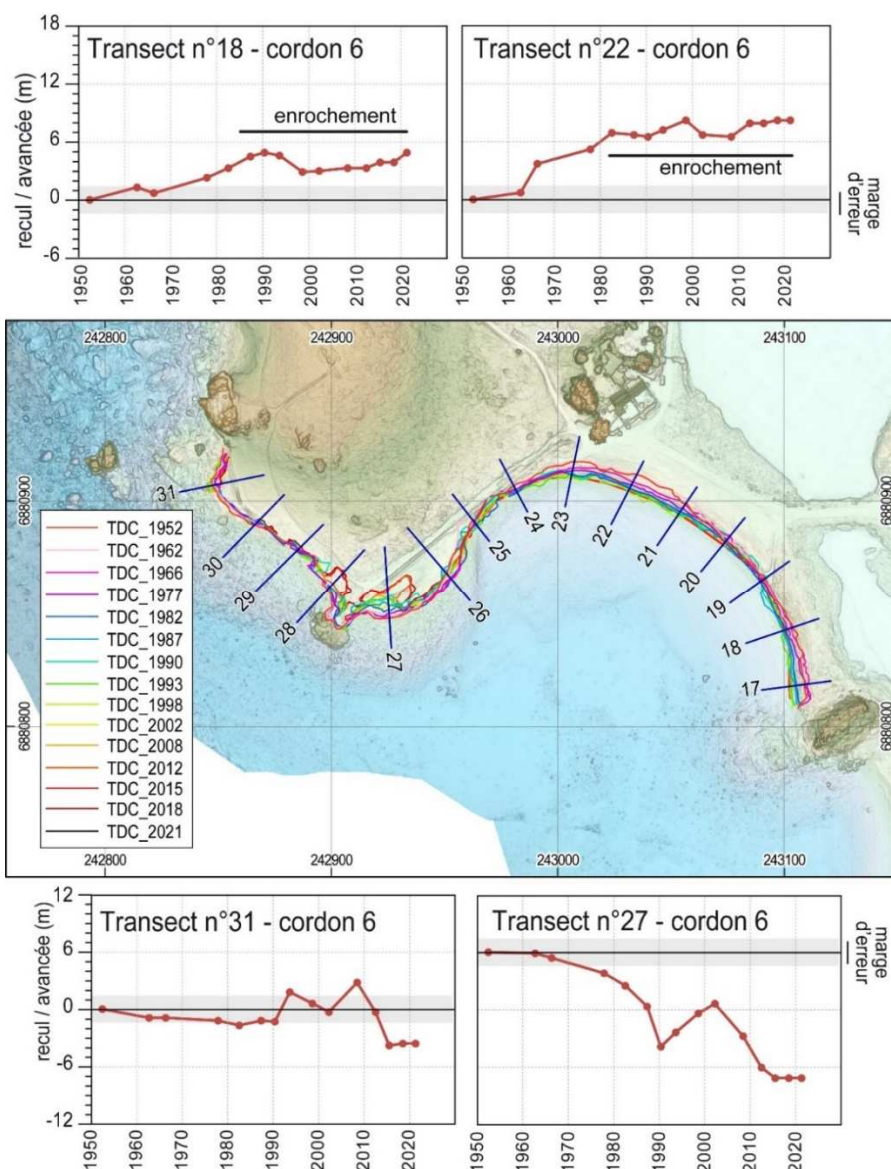 Transect n°18 - cordon 6
Transect n°22 - cordon 6
18
12
6
0
-6
recul / avancée (m)
enrochement
enrochement
marge
d'erreur
1950
1960
1970
1980
1990
2000
2010
2020
1950
1960
1970
1980
1990
2000
2010
2020
242800
242900
243000
243100
6880900
6880900
6880800
6880800
31
30
29
28
27
26
25
24
23
22
21
20
19
18
17
TDC_1952
TDC_1962
TDC_1966
TDC_1977
TDC_1982
TDC_1987
TDC_1990
TDC_1993
TDC_1998
TDC_2002
TDC_2008
TDC_2012
TDC_2015
TDC_2018
TDC_2021
242800
242900
243000
243100
Transect n°31 - cordon 6
Transect n°27 - cordon 6
12
6
0
-6
-12
recul / avancée (m)
marge
d'erreur
1950
1960
1970
1980
1990
2000
2010
2020
1950
1960
1970
1980
1990
2000
2010
2020